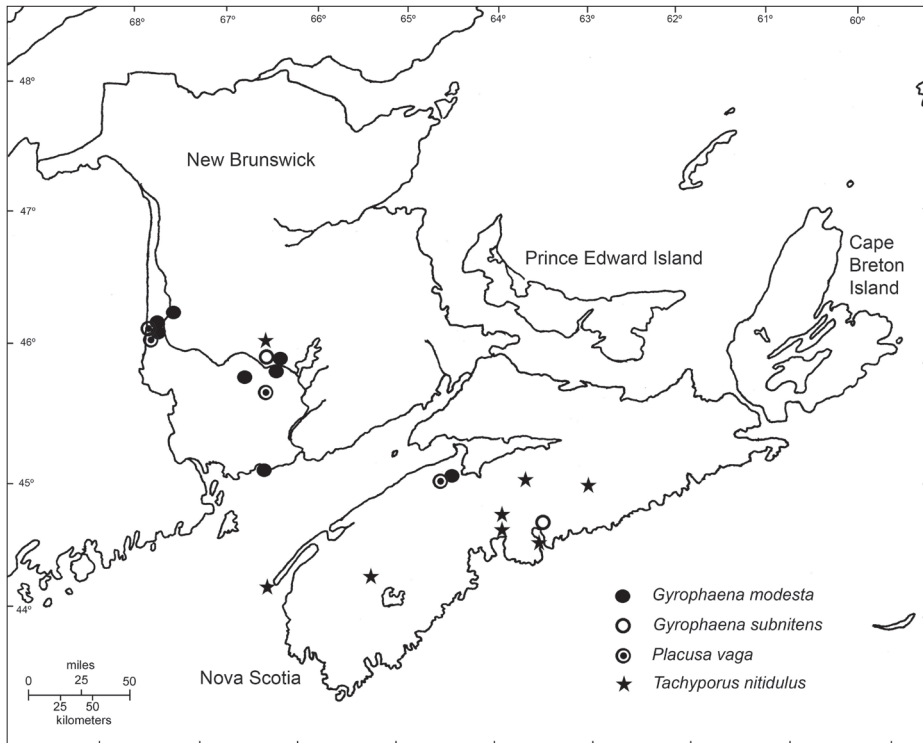 68° 67° 66° 65° 64° 63° 62° 61° 60°
48°
New Brunswick
47°
Prince Edward Island
Cape
Breton
Island
46°
45°
44°
Gyrophaena modesta
Gyrophaena subnitens
Placusa vaga
Tachyporus nitidulus
Nova Scotia
miles
0 25 50
25 50
kilometers